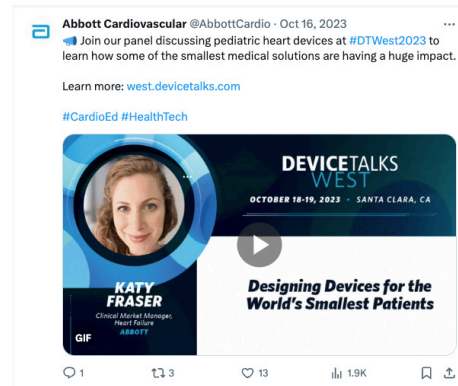 Abbott Cardiovascular @AbbottCardio · Oct 16, 2023
📣 Join our panel discussing pediatric heart devices at #DTWest2023 to
learn how some of the smallest medical solutions are having a huge impact.
Learn more: west.devicetalks.com
#CardioEd #HealthTech
DEVICETALKS
WEST
OCTOBER 18-19, 2023 · SANTA CLARA, CA
KATY
FRASER
Clinical Market Manager,
Heart Failure
ABBOTT
Designing Devices for the
World's Smallest Patients
GIF
1 3 13 1.9K